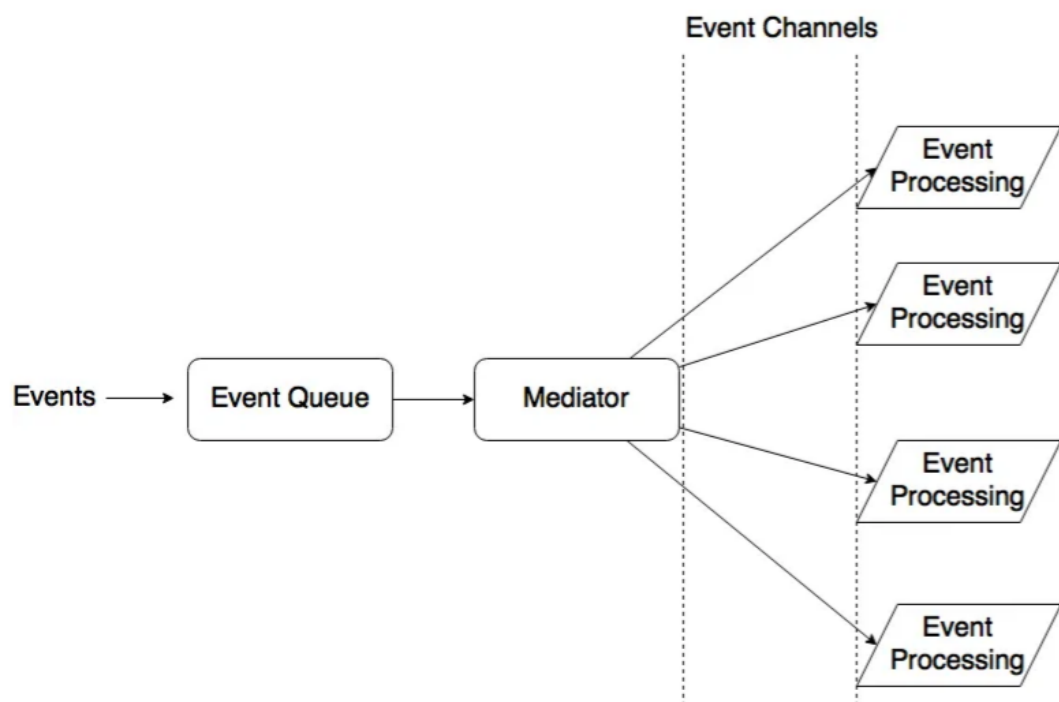 Event Channels
Event
Processing
Event
Processing
Events
Event Queue
Mediator
Event
Processing
Event
Processing